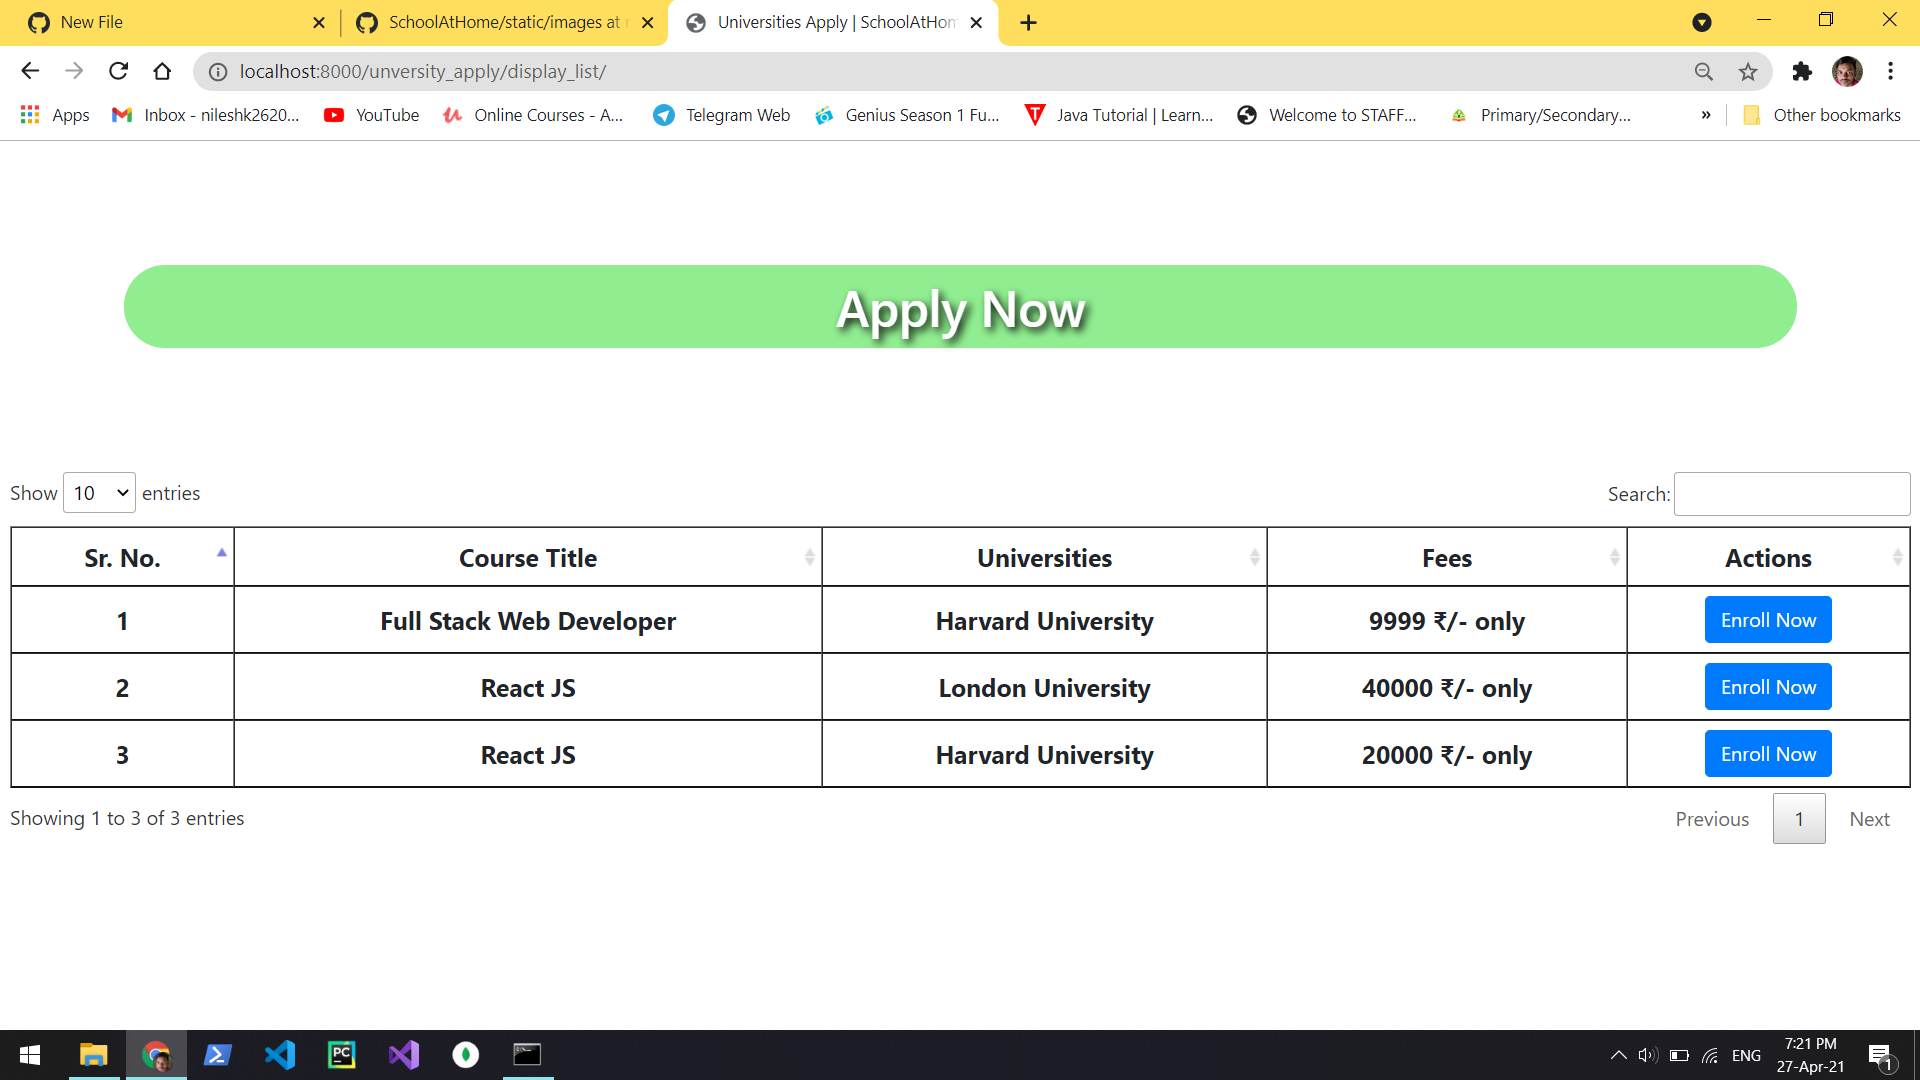 New File
SchoolAtHome/static/images at
Universities Apply | SchoolAtHom
localhost:8000/unversity_apply/display_list/
Apps
Inbox - nileshk2620...
YouTube
Online Courses - A...
Telegram Web
Genius Season 1 Fu...
Java Tutorial | Learn...
Welcome to STAFF...
Primary/Secondary...
»
Other bookmarks
Apply Now
Show 10 entries
Search:
Sr. No. Course Title Universities Fees Actions
1 Full Stack Web Developer Harvard University 9999 ₹/- only Enroll Now
2 React JS London University 40000 ₹/- only Enroll Now
3 React JS Harvard University 20000 ₹/- only Enroll Now
Showing 1 to 3 of 3 entries
Previous 1 Next
PC
ENG
7:21 PM
27-Apr-21
1